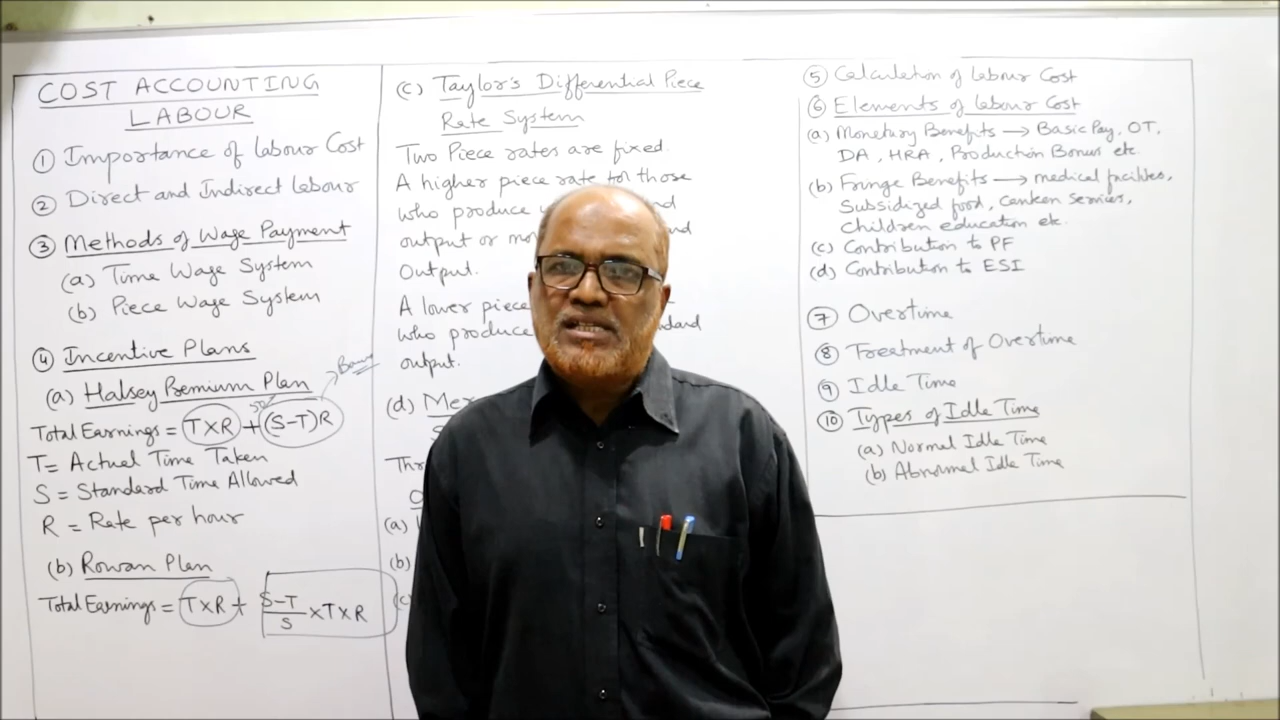 COST ACCOUNTING
LABOUR
① Importance of Labour Cost
② Direct and Indirect Labour
③ Methods of Wage Payment
(a) Time Wage System
(b) Piece Wage System
④ Incentive Plans
(a) Halsey Premium Plan
Bonus
50%
Total Earnings = T×R + (S-T)R
T = Actual Time Taken
S = Standard Time Allowed
R = Rate per hour
(b) Rowan Plan
Total Earnings = T×R + S-T/S ×T×R
(c) Taylor's Differential Piece
Rate System
Two Piece rates are fixed.
A higher piece rate for those
who produce
output or
Output.
A lower piece
who produce
output.
(d)
(a)
(b)
(c)
⑤ Calculation of Labour Cost
⑥ Elements of Labour Cost
(a) Monetary Benefits → Basic Pay, OT,
DA, HRA, Production Bonus etc.
(b) Fringe Benefits → medical facilites,
Subsidized food, canteen Services,
children education etc.
(c) Contribution to PF
(d) Contribution to ESI
⑦ Overtime
⑧ Treatment of Overtime
⑨ Idle Time
⑩ Types of Idle Time
(a) Normal Idle Time
(b) Abnormal Idle Time